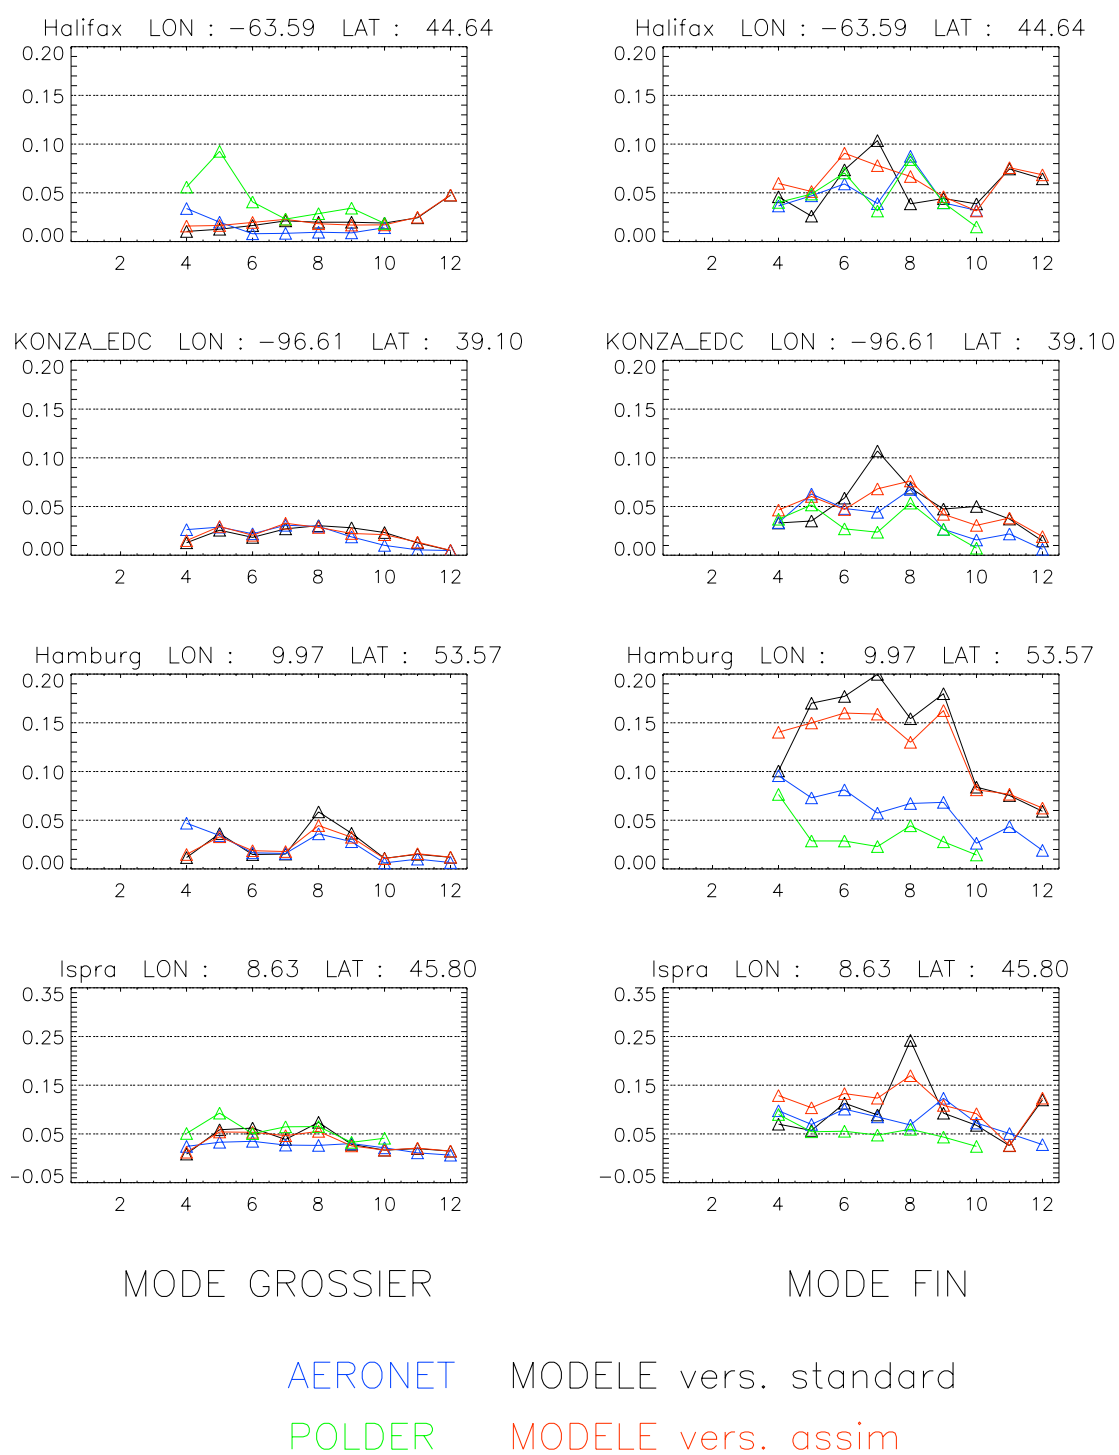 Halifax LON : −63.59 LAT : 44.64
0.20
0.15
0.10
0.05
0.00
2 4 6 8 10 12
Halifax LON : −63.59 LAT : 44.64
0.20
0.15
0.10
0.05
0.00
2 4 6 8 10 12
KONZA_EDC LON : −96.61 LAT : 39.10
0.20
0.15
0.10
0.05
0.00
2 4 6 8 10 12
KONZA_EDC LON : −96.61 LAT : 39.10
0.20
0.15
0.10
0.05
0.00
2 4 6 8 10 12
Hamburg LON : 9.97 LAT : 53.57
0.20
0.15
0.10
0.05
0.00
2 4 6 8 10 12
Hamburg LON : 9.97 LAT : 53.57
0.20
0.15
0.10
0.05
0.00
2 4 6 8 10 12
Ispra LON : 8.63 LAT : 45.80
0.35
0.25
0.15
0.05
−0.05
2 4 6 8 10 12
Ispra LON : 8.63 LAT : 45.80
0.35
0.25
0.15
0.05
−0.05
2 4 6 8 10 12
MODE GROSSIER
MODE FIN
AERONET MODELE vers. standard
POLDER MODELE vers. assim